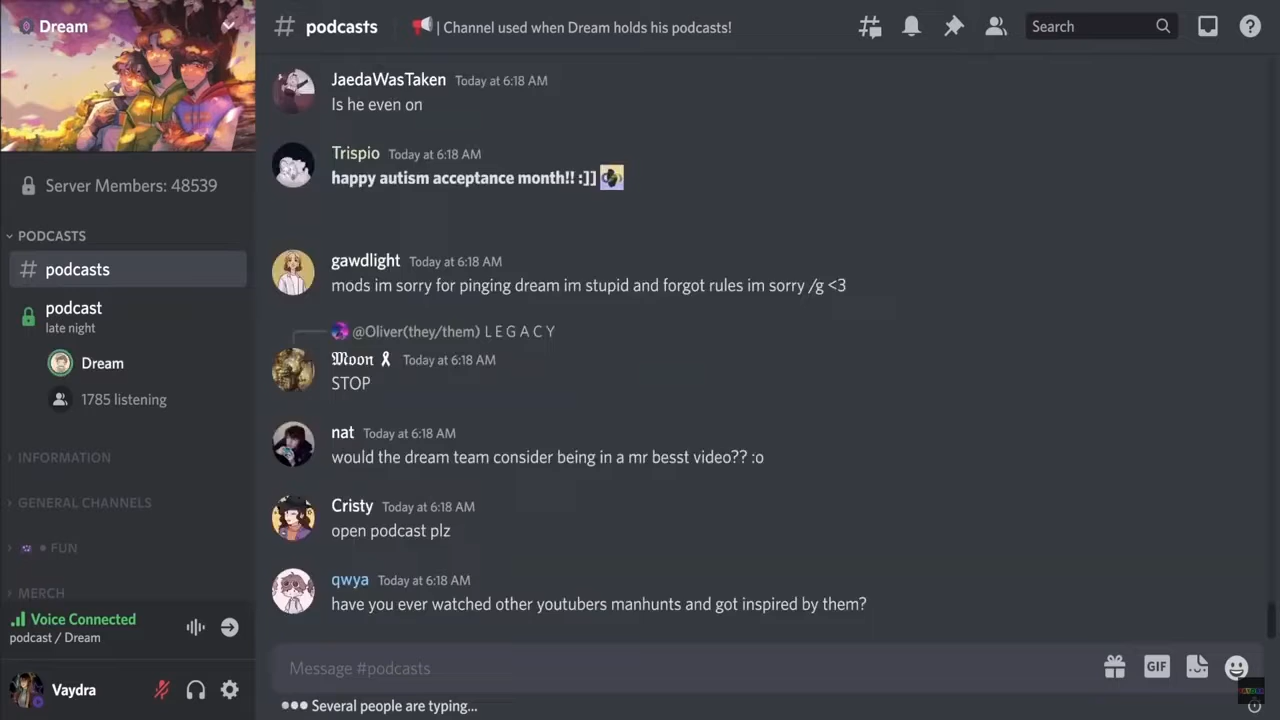 Dream
Server Members: 48539
PODCASTS
podcasts
podcast
late night
Dream
1785 listening
INFORMATION
GENERAL CHANNELS
FUN
MERCH
Voice Connected
podcast / Dream
Vaydra
# podcasts | Channel used when Dream holds his podcasts!
Search
JaedaWasTaken Today at 6:18 AM
Is he even on
Trispio Today at 6:18 AM
happy autism acceptance month!! :]]
gawdlight Today at 6:18 AM
mods im sorry for pinging dream im stupid and forgot rules im sorry /g <3
@Oliver(they/them) L E G A C Y
𝕸𝖔𝖔𝖓 Today at 6:18 AM
STOP
nat Today at 6:18 AM
would the dream team consider being in a mr besst video?? :o
Cristy Today at 6:18 AM
open podcast plz
qwya Today at 6:18 AM
have you ever watched other youtubers manhunts and got inspired by them?
Message #podcasts
GIF
Several people are typing...